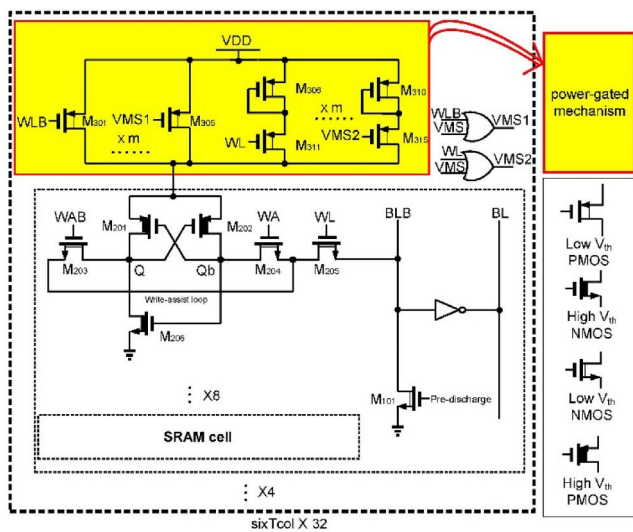 VDD
M306
M310
WLB
M301
VMS1
M305
x m
x m
WL
M311
VMS2
M315
WLB
VMS
VMS1
WL
VMS
VMS2
power-gated
mechanism
WAB
M201
M202
WA
WL
BLB
BL
M203
Q
Qb
M204
M205
Write-assist loop
M206
X8
M101
Pre-discharge
SRAM cell
X4
sixTcol X 32
Low Vth
PMOS
High Vth
NMOS
Low Vth
NMOS
High Vth
PMOS